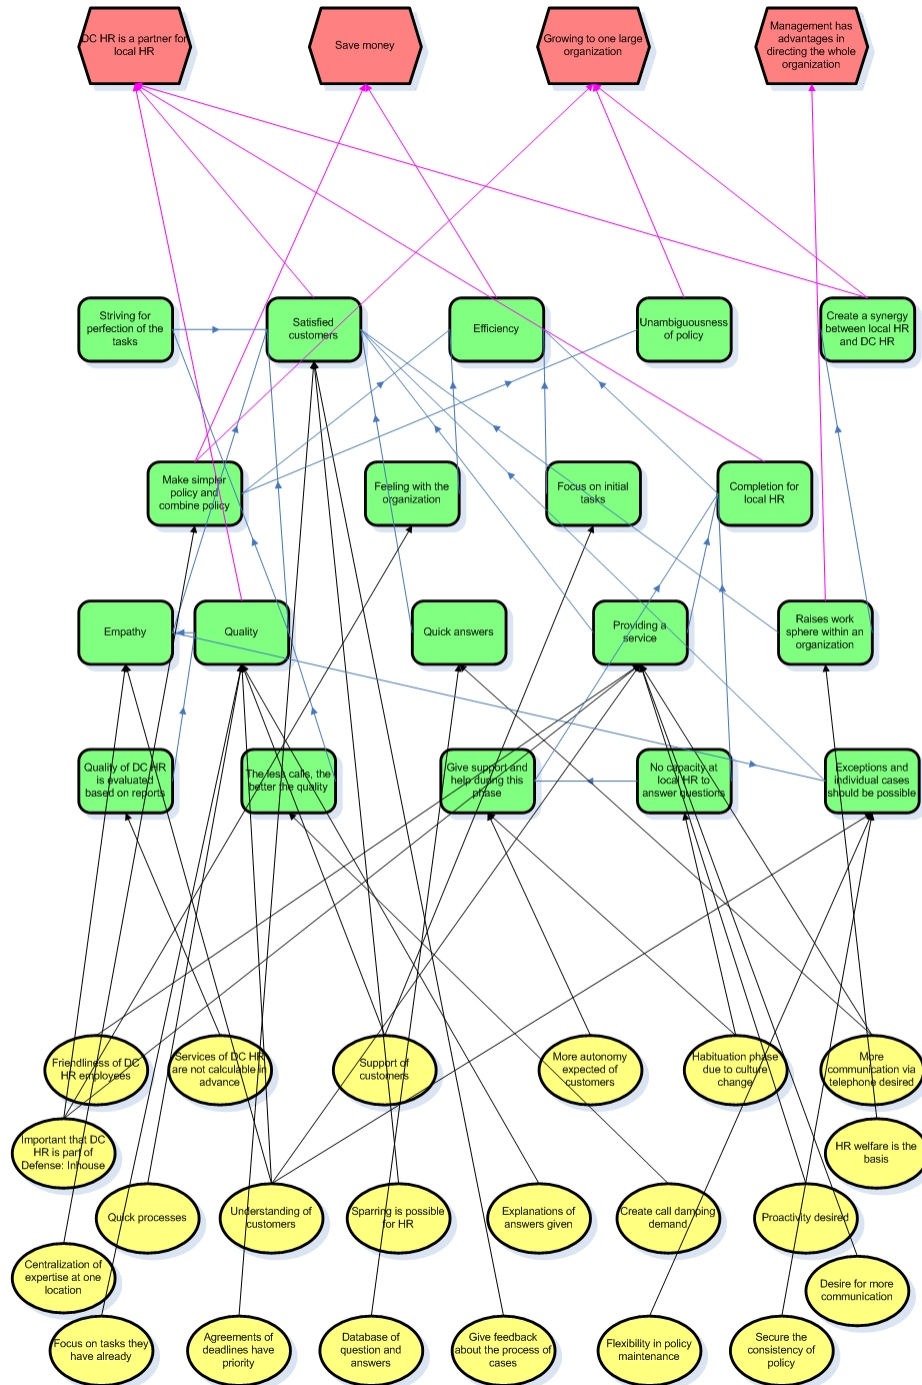 DC HR is a partner for
local HR
Save money
Growing to one large
organization
Management has
advantages in
directing the whole
organization
Striving for
perfection of the
tasks
Satisfied
customers
Efficiency
Unambiguousness
of policy
Create a synergy
between local HR
and DC HR
Make simpler
policy and
combine policy
Feeling with the
organization
Focus on initial
tasks
Completion for
local HR
Empathy
Quality
Quick answers
Providing a
service
Raises work
sphere within an
organization
Quality of DC HR
is evaluated
based on reports
The less calls, the
better the quality
Give support and
help during this
phase
No capacity at
local HR to
answer questions
Exceptions and
individual cases
should be possible
Friendliness of DC
HR employees
Services of DC HR
are not calculable in
advance
Support of
customers
More autonomy
expected of
customers
Habituation phase
due to culture
change
More
communication via
telephone desired
Important that DC
HR is part of
Defense: Inhouse
HR welfare is the
basis
Quick processes
Understanding of
customers
Sparring is possible
for HR
Explanations of
answers given
Create call damping
demand
Proactivity desired
Centralization of
expertise at one
location
Desire for more
communication
Focus on tasks they
have already
Agreements of
deadlines have
priority
Database of
question and
answers
Give feedback
about the process of
cases
Flexibility in policy
maintenance
Secure the
consistency of
policy